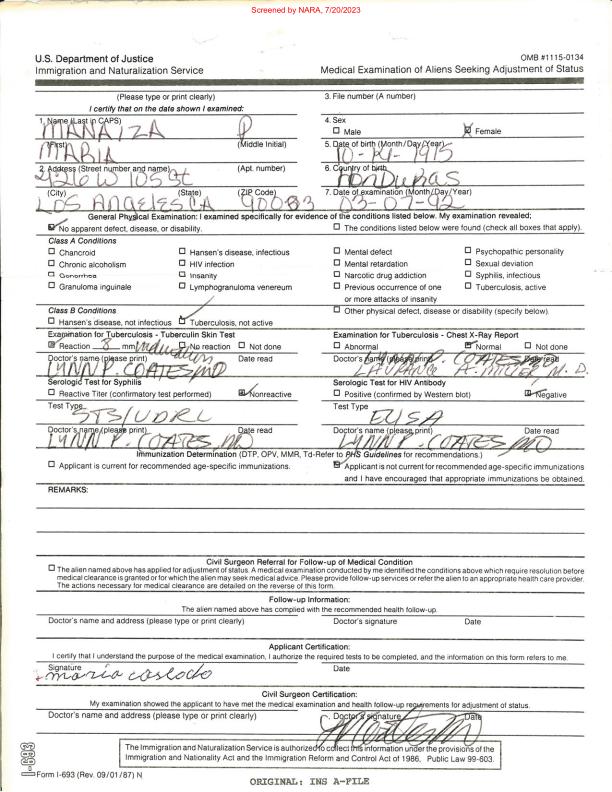 Screened by NARA, 7/20/2023
U.S. Department of Justice
Immigration and Naturalization Service
OMB #1115-0134
Medical Examination of Aliens Seeking Adjustment of Status
(Please type or print clearly)
I certify that on the date shown I examined:
3. File number (A number)
1. Name (Last in CAPS)
MANAIZA
P
4. Sex
Male
Female
(First)
(Middle Initial)
MARIA
5. Date of birth (Month/Day/Year)
10-14-1915
2. Address (Street number and name)
(Apt. number)
4216 W 105 St
6. Country of birth
HONDURAS
(City)
(State)
(ZIP Code)
LOS ANGELES CA 90083
7. Date of examination (Month/Day/Year)
03-07-92
General Physical Examination: I examined specifically for evidence of the conditions listed below. My examination revealed;
No apparent defect, disease, or disability.
The conditions listed below were found (check all boxes that apply).
Class A Conditions
Chancroid
Hansen's disease, infectious
Mental defect
Psychopathic personality
Chronic alcoholism
HIV infection
Mental retardation
Sexual deviation
Gonorrhea
Insanity
Narcotic drug addiction
Syphilis, infectious
Granuloma inguinale
Lymphogranuloma venereum
Previous occurrence of one
or more attacks of insanity
Tuberculosis, active
Class B Conditions
Hansen's disease, not infectious
Tuberculosis, not active
Other physical defect, disease or disability (specify below).
Examination for Tuberculosis - Tuberculin Skin Test
Reaction 8 mm induration
No reaction
Not done
Examination for Tuberculosis - Chest X-Ray Report
Abnormal
Normal
Not done
Doctor's name (please print)
Date read
LYNN P. COATES MD
Doctor's name (please print)
Date read
P. COATES MD
A. MILLER M.D.
Serologic Test for Syphilis
Reactive Titer (confirmatory test performed)
Nonreactive
Serologic Test for HIV Antibody
Positive (confirmed by Western blot)
Negative
Test Type
STS/VDRL
Test Type
ELISA
Doctor's name (please print)
Date read
LYNN P. COATES MD
Doctor's name (please print)
Date read
LYNN P. COATES MD
Immunization Determination (DTP, OPV, MMR, Td-Refer to PHS Guidelines for recommendations.)
Applicant is current for recommended age-specific immunizations.
Applicant is not current for recommended age-specific immunizations
and I have encouraged that appropriate immunizations be obtained.
REMARKS:
Civil Surgeon Referral for Follow-up of Medical Condition
The alien named above has applied for adjustment of status. A medical examination conducted by me identified the conditions above which require resolution before
medical clearance is granted or for which the alien may seek medical advice. Please provide follow-up services or refer the alien to an appropriate health care provider.
The actions necessary for medical clearance are detailed on the reverse of this form.
Follow-up Information:
The alien named above has complied with the recommended health follow-up.
Doctor's name and address (please type or print clearly)
Doctor's signature
Date
Applicant Certification:
I certify that I understand the purpose of the medical examination, I authorize the required tests to be completed, and the information on this form refers to me.
Signature
Date
maria
Civil Surgeon Certification:
My examination showed the applicant to have met the medical examination and health follow-up requirements for adjustment of status.
Doctor's name and address (please type or print clearly)
Doctor's signature
Date
The Immigration and Naturalization Service is authorized to collect this information under the provisions of the
Immigration and Nationality Act and the Immigration Reform and Control Act of 1986, Public Law 99-603.
I-693
Form I-693 (Rev. 09/01/87) N
ORIGINAL: INS A-FILE